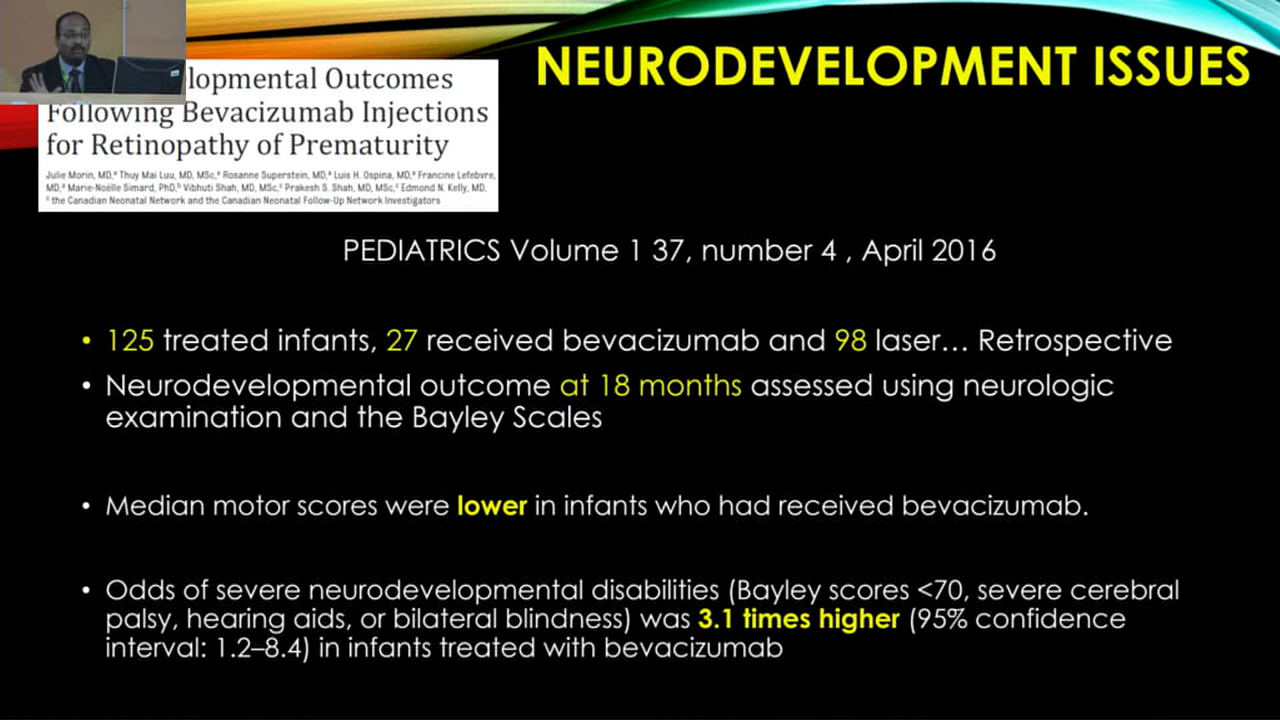 NEURODEVELOPMENT ISSUES
lopmental Outcomes
Following Bevacizumab Injections
for Retinopathy of Prematurity
Julie Morin, MD,ᵃ Thuy Mai Luu, MD, MSc,ᵃ Rosanne Superstein, MD,ᵃ Luis H. Ospina, MD,ᵃ Francine Lefebvre,
MD,ᵃ Marie-Noëlle Simard, PhD,ᵇ Vibhuti Shah, MD, MSc,ᶜ Prakesh S. Shah, MD, MSc,ᶜ Edmond N. Kelly, MD,
ᶜ the Canadian Neonatal Network and the Canadian Neonatal Follow-Up Network Investigators
PEDIATRICS Volume 1 37, number 4 , April 2016
• 125 treated infants, 27 received bevacizumab and 98 laser… Retrospective
• Neurodevelopmental outcome at 18 months assessed using neurologic
examination and the Bayley Scales
• Median motor scores were lower in infants who had received bevacizumab.
• Odds of severe neurodevelopmental disabilities (Bayley scores <70, severe cerebral
palsy, hearing aids, or bilateral blindness) was 3.1 times higher (95% confidence
interval: 1.2–8.4) in infants treated with bevacizumab